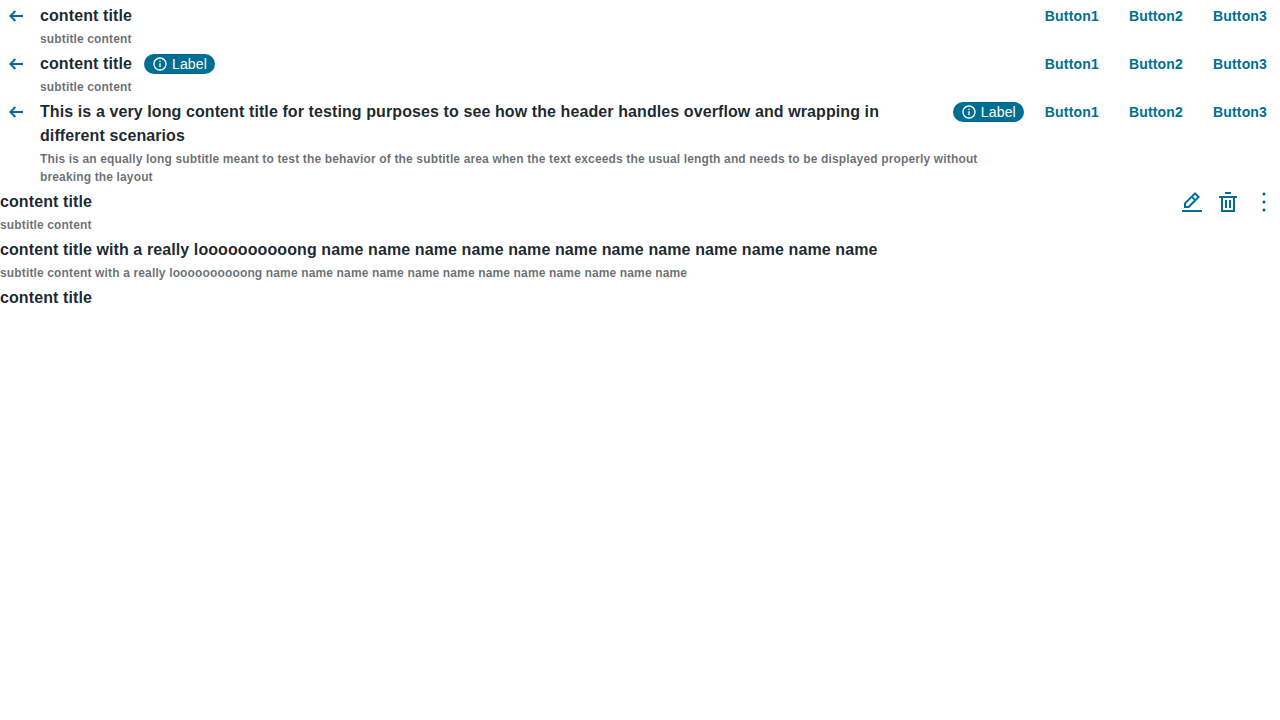 content title Button1 Button2 Button3
subtitle content
content title Label Button1 Button2 Button3
subtitle content
This is a very long content title for testing purposes to see how the header handles overflow and wrapping in Label Button1 Button2 Button3
different scenarios
This is an equally long subtitle meant to test the behavior of the subtitle area when the text exceeds the usual length and needs to be displayed properly without
breaking the layout
content title
subtitle content
content title with a really loooooooooong name name name name name name name name name name name name
subtitle content with a really loooooooooong name name name name name name name name name name name name
content title